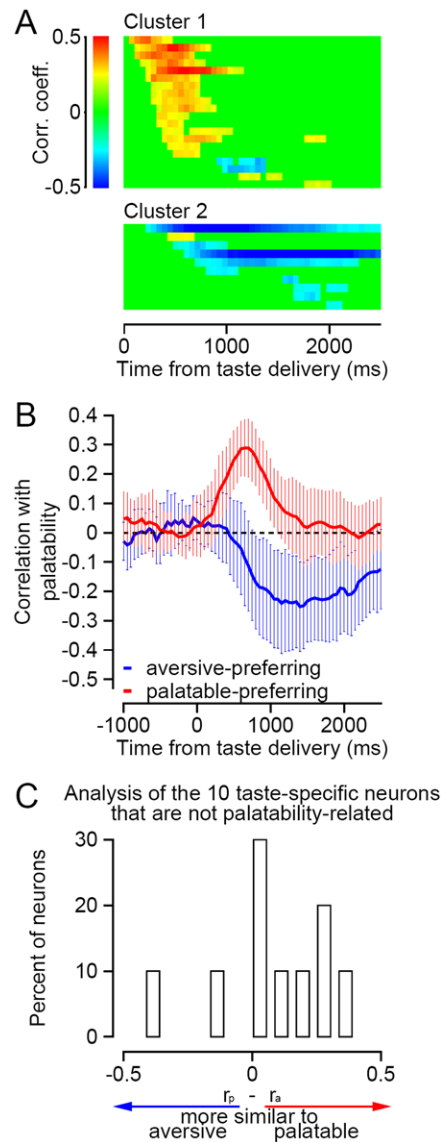 A
Cluster 1
0.5
0
-0.5
Corr. coeff.
Cluster 2
0 1000 2000
Time from taste delivery (ms)
B
0.4
0.3
0.2
0.1
0
-0.1
-0.2
-0.3
-0.4
-0.5
Correlation with
palatability
aversive-preferring
palatable-preferring
-1000 0 1000 2000
Time from taste delivery (ms)
C
Analysis of the 10 taste-specific neurons
that are not palatability-related
30
20
10
0
Percent of neurons
-0.5 0 0.5
rp - ra
more similar to
aversive palatable